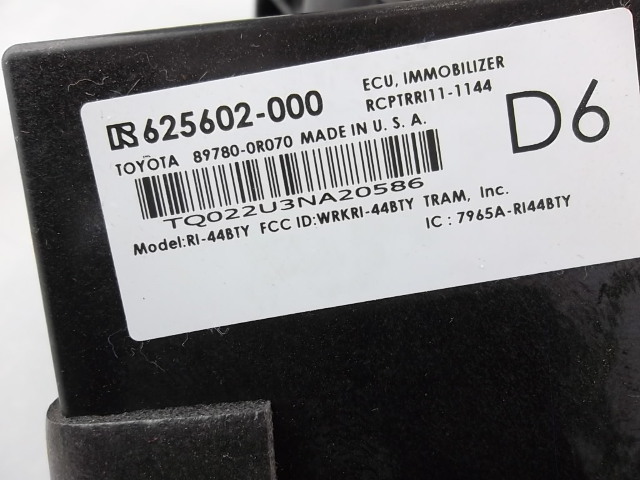 625602-000
ECU, IMMOBILIZER
RCPTRRI11-1144
D6
TOYOTA 89780-0R070 MADE IN U. S. A.
TQ022U3NA20586
Model:RI-44BTY FCC ID:WRKRI-44BTY TRAM, Inc.
IC : 7965A-RI44BTY